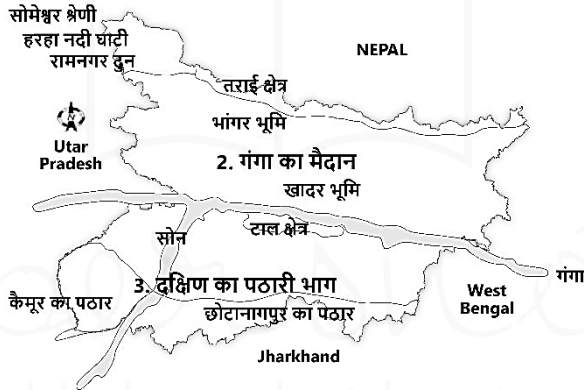 सोमेश्वर श्रेणी
हरहा नदी घाटी
रामनगर दुन
NEPAL
तराई क्षेत्र
भांगर भूमि
N
Utar
Pradesh
2. गंगा का मैदान
खादर भूमि
सोन
टाल क्षेत्र
3. दक्षिण का पठारी भाग
गंगा
कैमूर का पठार
छोटानागपुर का पेठार
West
Bengal
Jharkhand